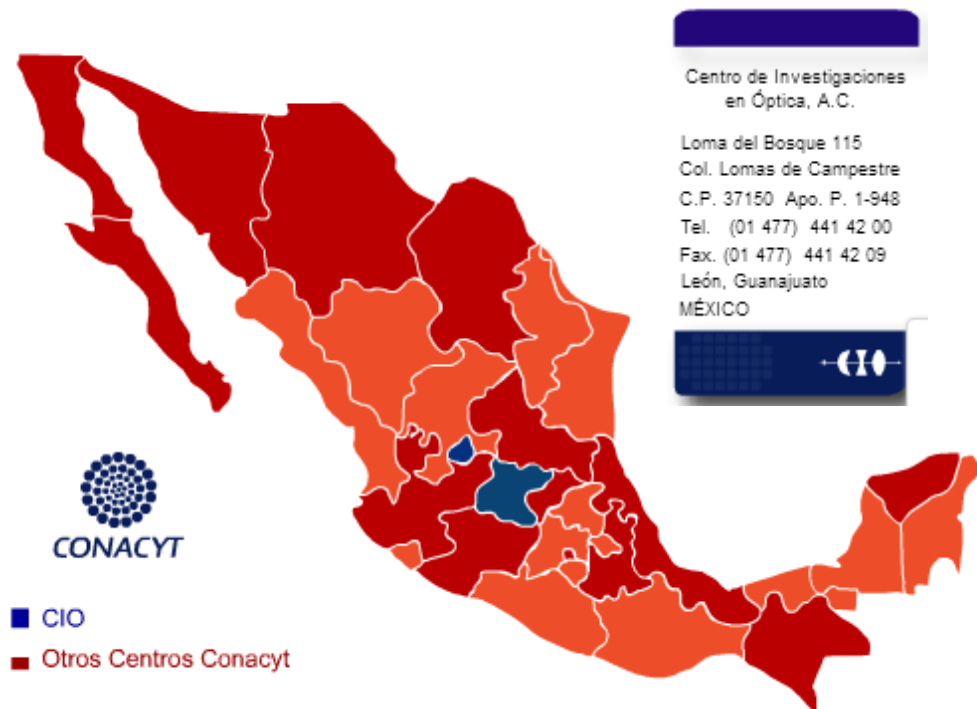 Centro de Investigaciones
en Óptica, A.C.
Loma del Bosque 115
Col. Lomas de Campestre
C.P. 37150 Apo. P. 1-948
Tel. (01 477) 441 42 00
Fax. (01 477) 441 42 09
León, Guanajuato
MÉXICO
CIO
CONACYT
CIO
Otros Centros Conacyt